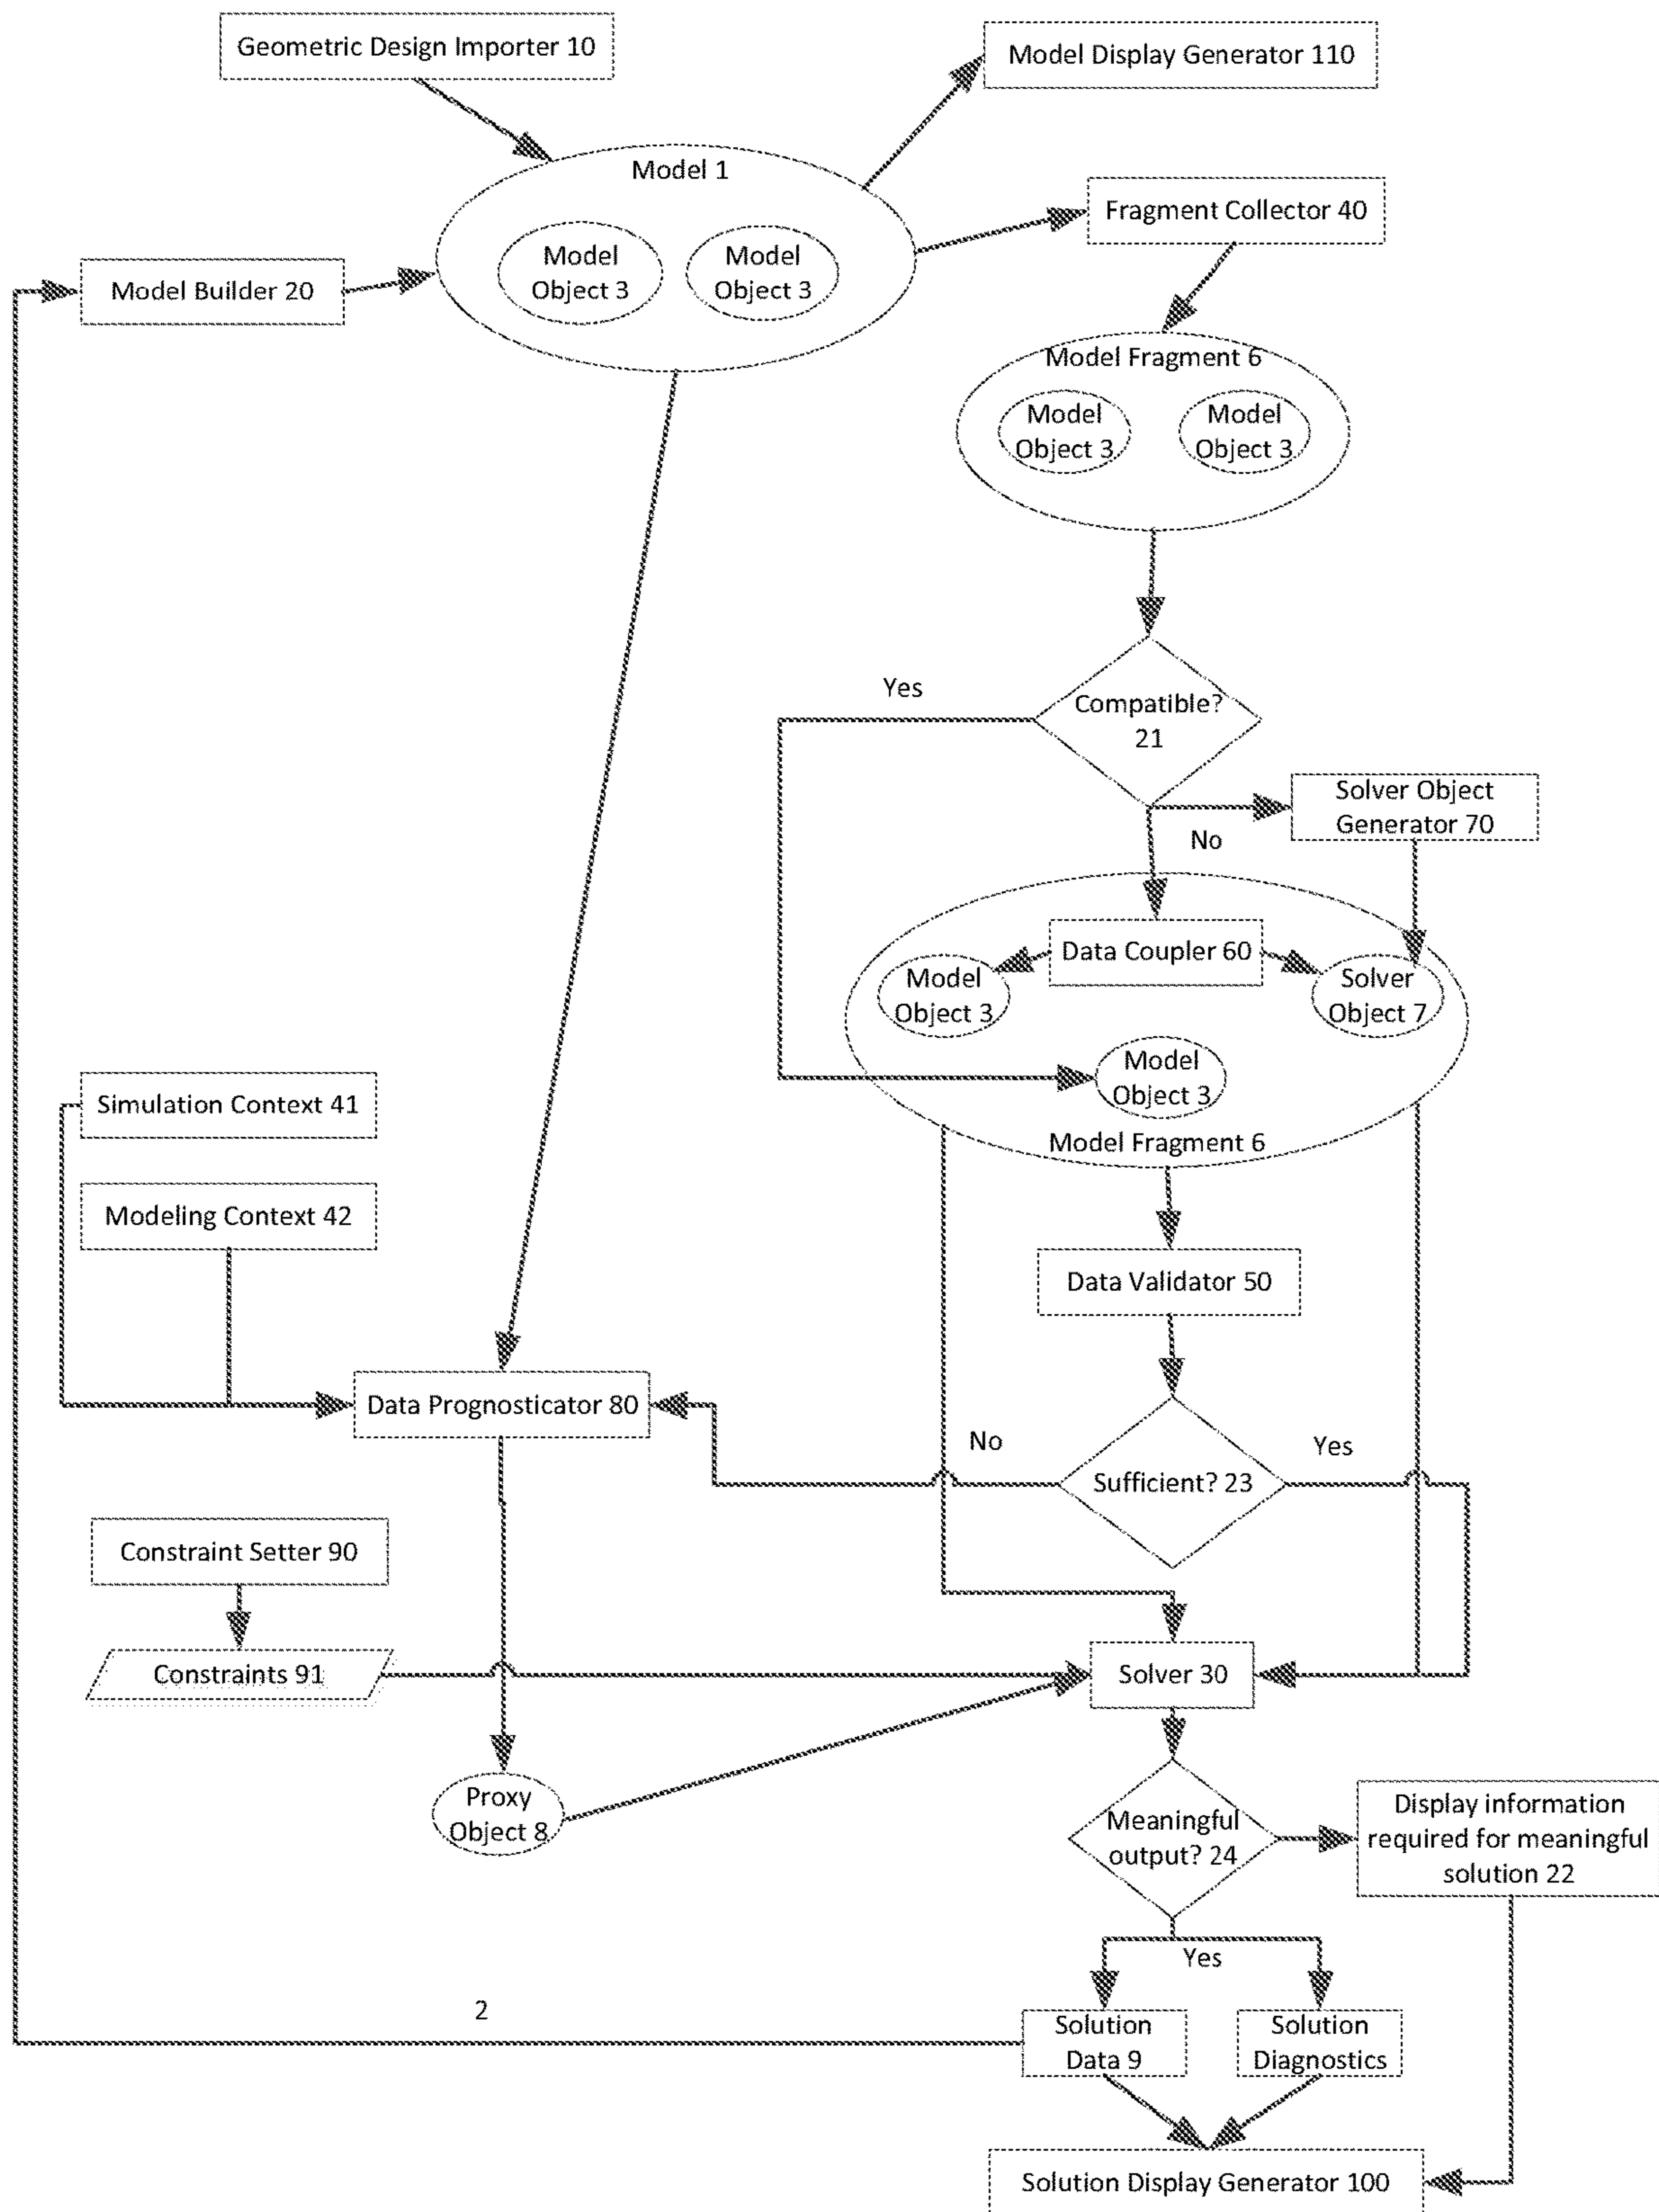 Geometric Design Importer 10
Model Display Generator 110
Model 1
Model
Object 3
Model
Object 3
Fragment Collector 40
Model Builder 20
Model Fragment 6
Model
Object 3
Model
Object 3
Yes
Compatible?
21
Solver Object
Generator 70
No
Data Coupler 60
Model
Object 3
Solver
Object 7
Model
Object 3
Model Fragment 6
Simulation Context 41
Modeling Context 42
Data Validator 50
Data Prognosticator 80
No
Yes
Sufficient? 23
Constraint Setter 90
Constraints 91
Solver 30
Proxy
Object 8
Meaningful
output? 24
Display information
required for meaningful
solution 22
Yes
2
Solution
Data 9
Solution
Diagnostics
Solution Display Generator 100